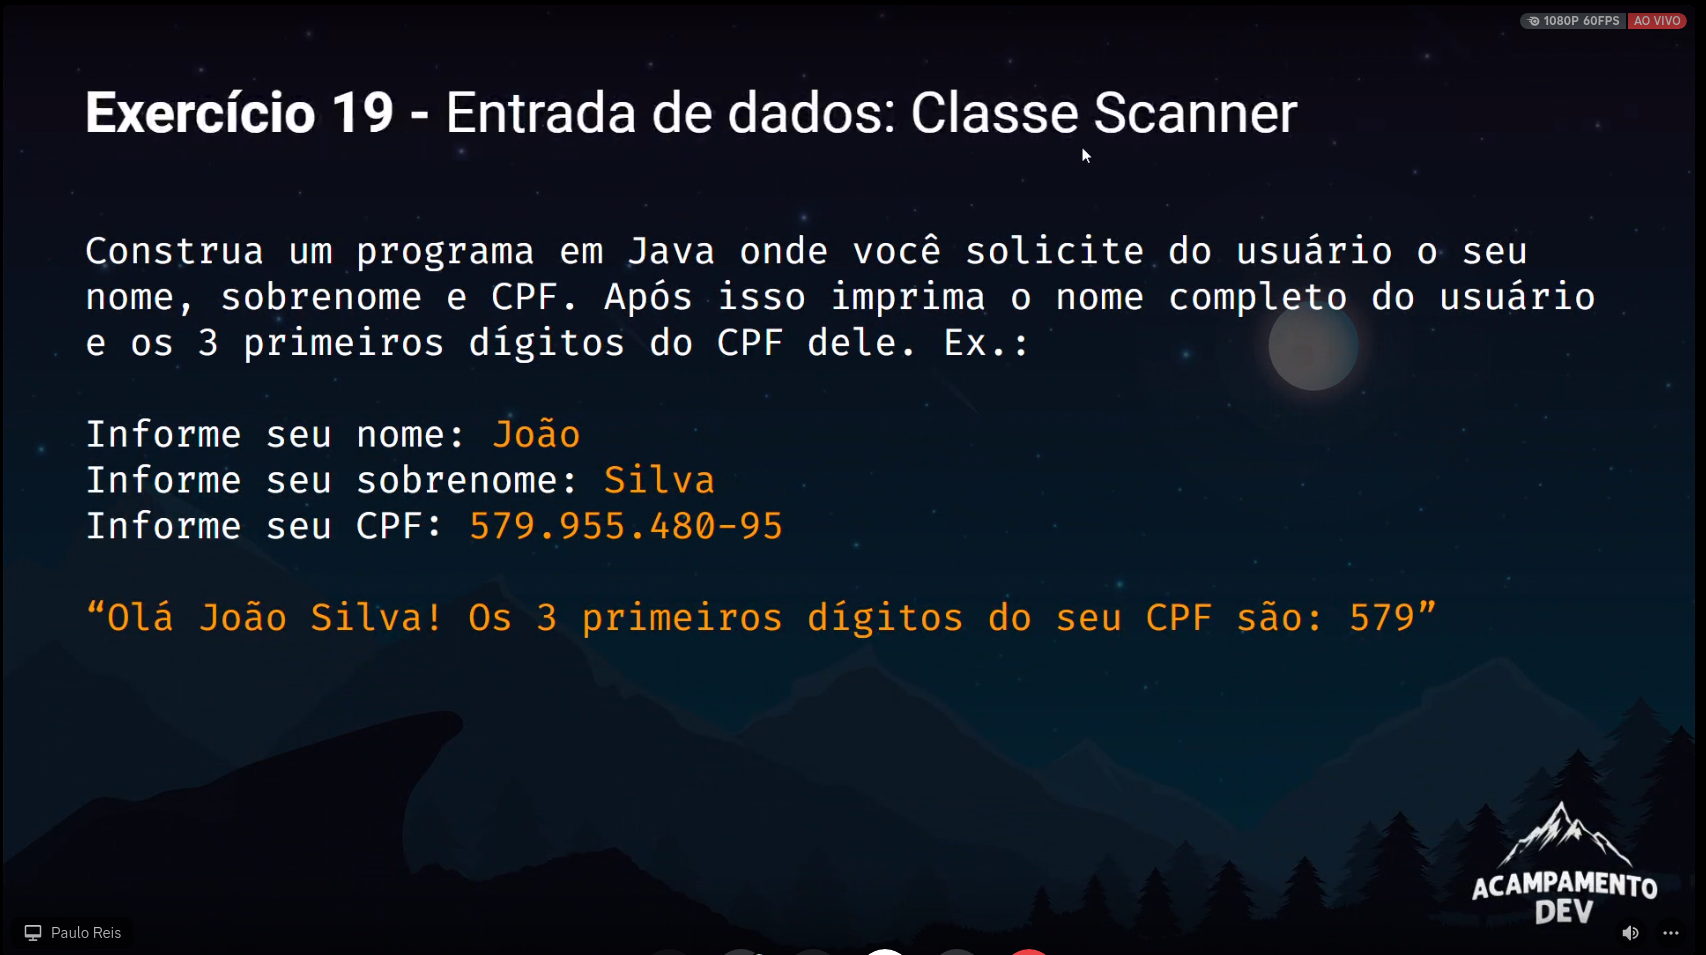 1080P 60FPS AO VIVO
Exercício 19 - Entrada de dados: Classe Scanner
Construa um programa em Java onde você solicite do usuário o seu
nome, sobrenome e CPF. Após isso imprima o nome completo do usuário
e os 3 primeiros dígitos do CPF dele. Ex.:
Informe seu nome: João
Informe seu sobrenome: Silva
Informe seu CPF: 579.955.480-95
“Olá João Silva! Os 3 primeiros dígitos do seu CPF são: 579”
ACAMPAMENTO
DEV
Paulo Reis